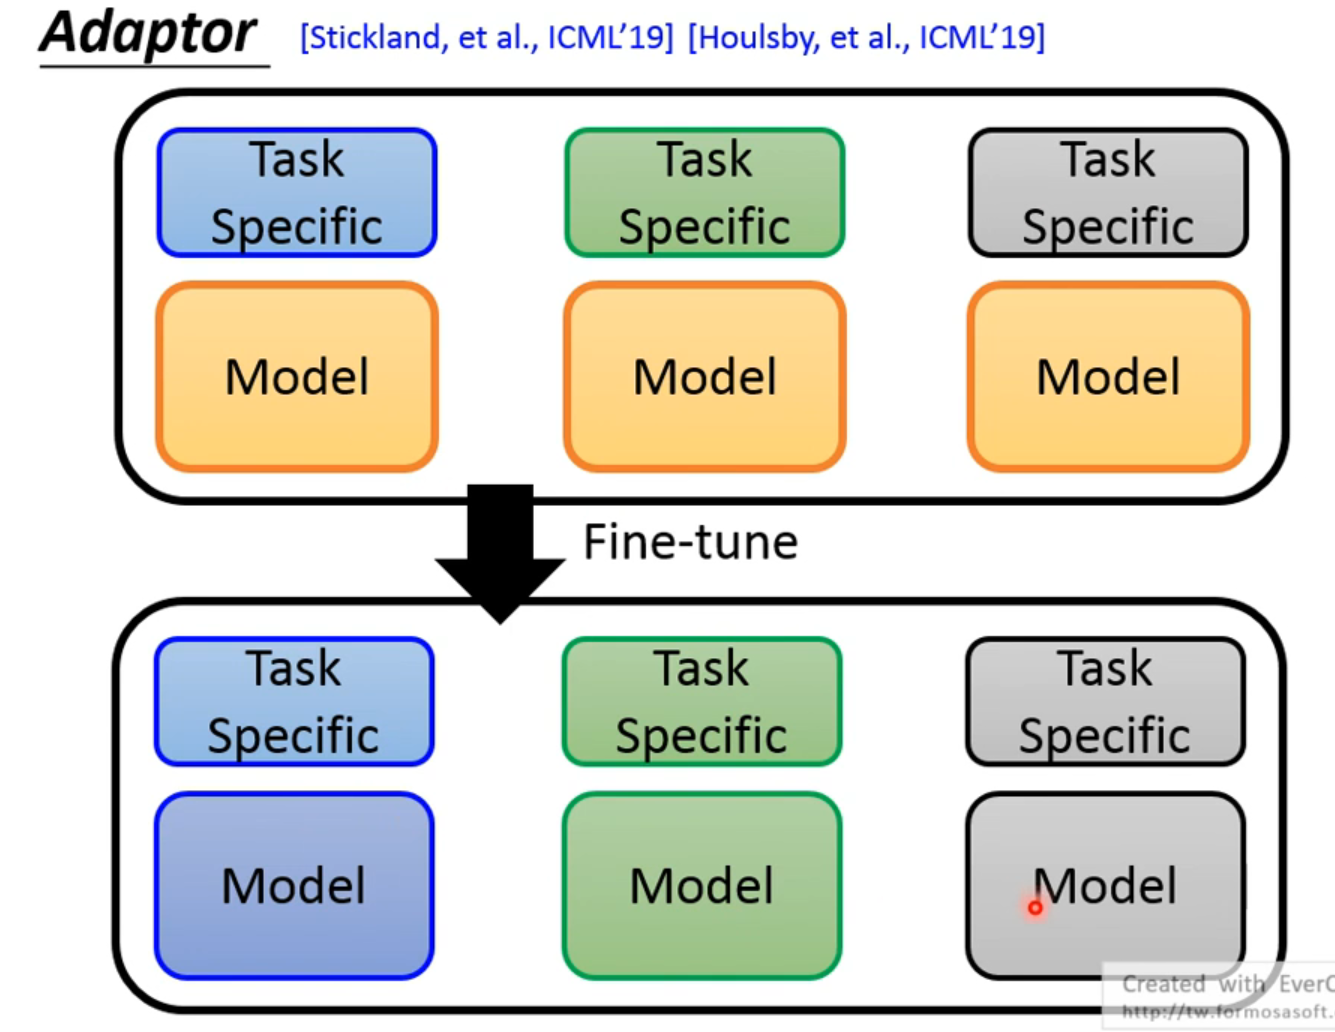 Adaptor [Stickland, et al., ICML'19] [Houlsby, et al., ICML'19]
Task Specific
Task Specific
Task Specific
Model
Model
Model
Fine-tune
Task Specific
Task Specific
Task Specific
Model
Model
Model
Created with EverC
http://tw.formosasoft.